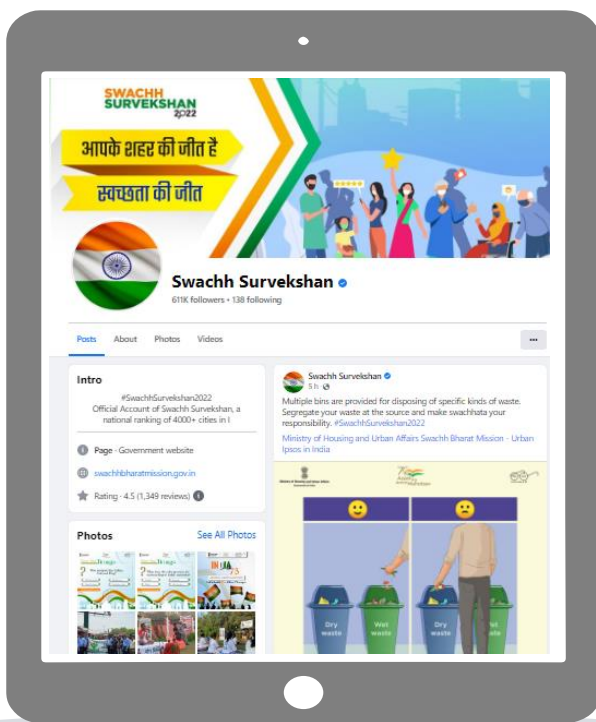 SWACHH
SURVEKSHAN
2022
आपके शहर की जीत है
स्वच्छता की जीत
Swachh Survekshan
611K followers • 138 following
Posts About Photos Videos
Intro
#SwachhSurvekshan2022
Official Account of Swachh Survekshan, a
national ranking of 4000+ cities in I
Page · Government website
swachhbharatmission.gov.in
Rating · 4.5 (1,349 reviews)
Photos See All Photos
Swachh Survekshan
5 h
Multiple bins are provided for disposing of specific kinds of waste.
Segregate your waste at the source and make swachhata your
responsibility. #SwachhSurvekshan2022
Ministry of Housing and Urban Affairs Swachh Bharat Mission - Urban
Ipsos in India
Dry
waste
Wet
waste
Dry
waste